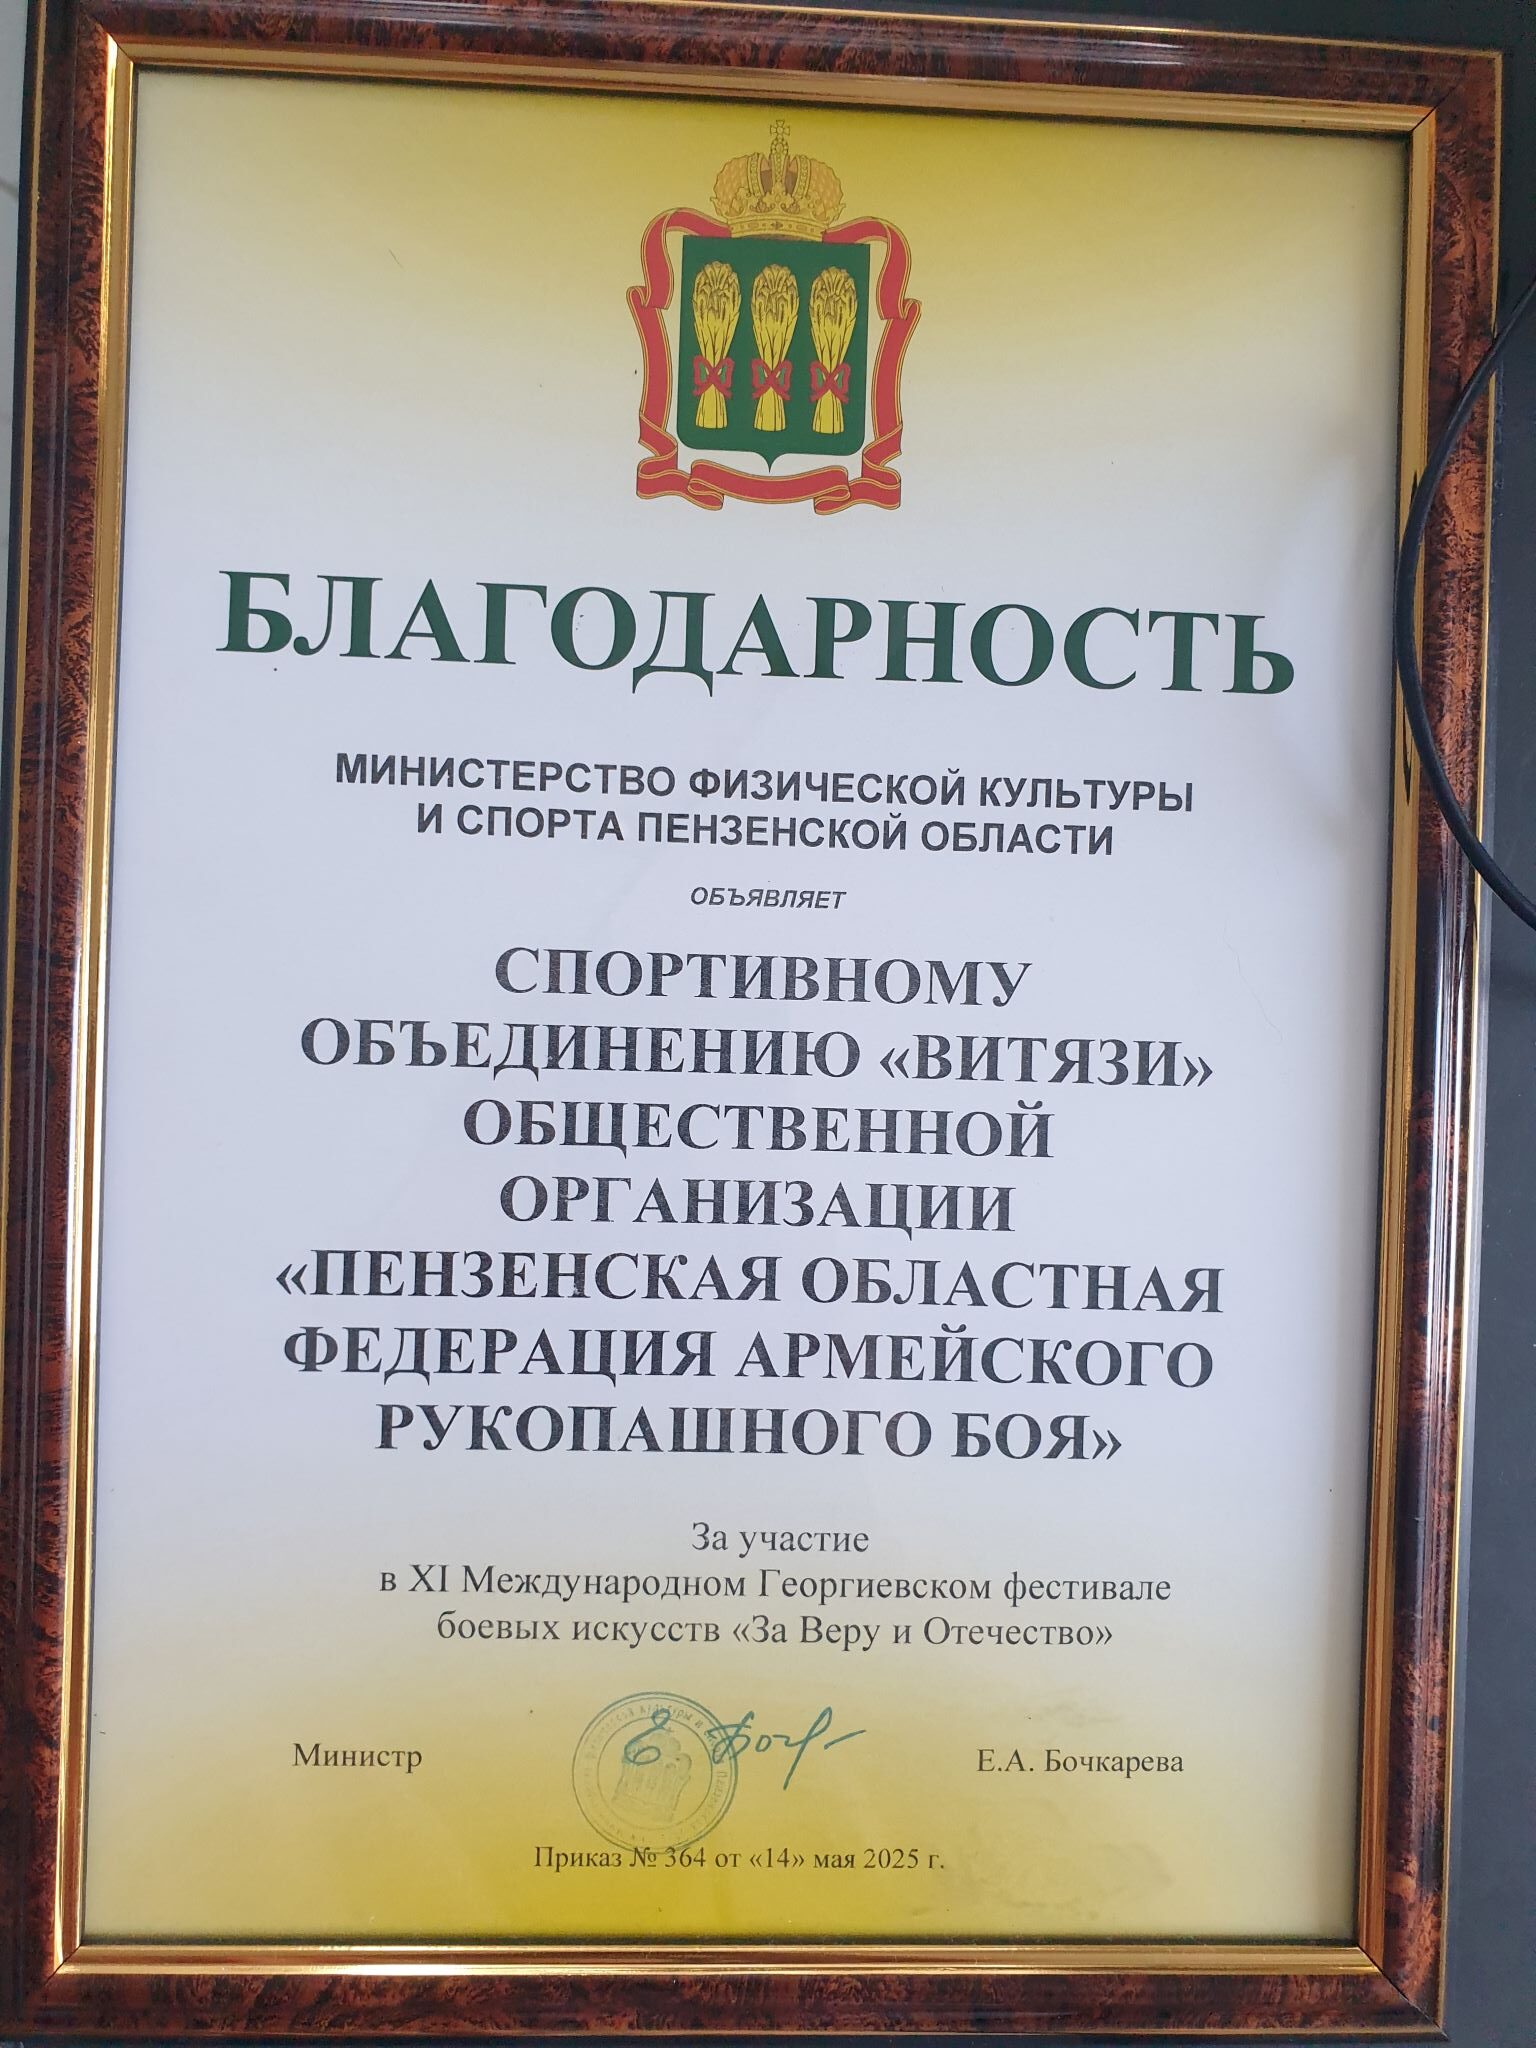 БЛАГОДАРНОСТЬ
МИНИСТЕРСТВО ФИЗИЧЕСКОЙ КУЛЬТУРЫ
И СПОРТА ПЕНЗЕНСКОЙ ОБЛАСТИ
ОБЪЯВЛЯЕТ
СПОРТИВНОМУ
ОБЪЕДИНЕНИЮ «ВИТЯЗИ»
ОБЩЕСТВЕННОЙ
ОРГАНИЗАЦИИ
«ПЕНЗЕНСКАЯ ОБЛАСТНАЯ
ФЕДЕРАЦИЯ АРМЕЙСКОГО
РУКОПАШНОГО БОЯ»
За участие
в XI Международном Георгиевском фестивале
боевых искусств «За Веру и Отечество»
Министр
Е.А. Бочкарева
Приказ № 364 от «14» мая 2025 г.